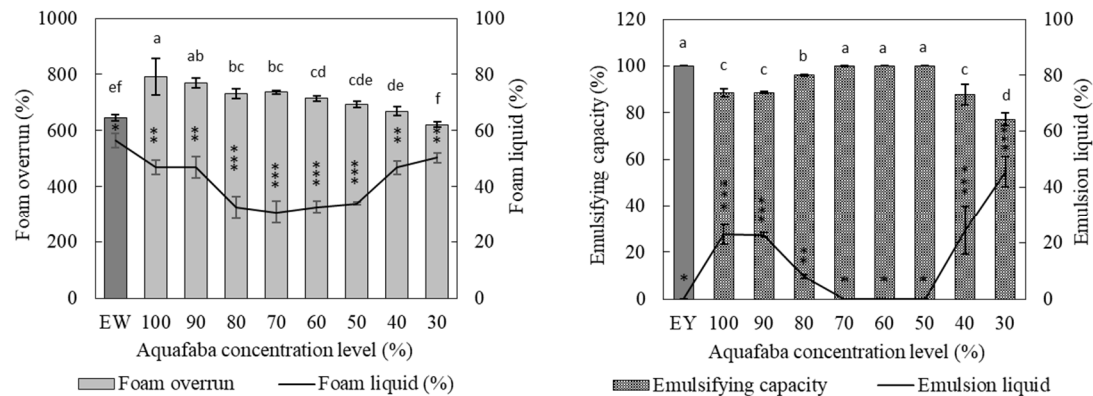 1000
800
600
400
200
0
Foam overrun (%)
100
80
60
40
20
0
Foam liquid (%)
ef a ab bc bc cd cde de f
* ** ** *** *** *** *** ** **
EW 100 90 80 70 60 50 40 30
Aquafaba concentration level (%)
Foam overrun Foam liquid (%)
120
100
80
60
40
20
0
Emulsifying capacity (%)
100
80
60
40
20
0
Emulsion liquid (%)
a c c b a a a c d
* *** *** ** * * * *** ***
EY 100 90 80 70 60 50 40 30
Aquafaba concentration level (%)
Emulsifying capacity Emulsion liquid